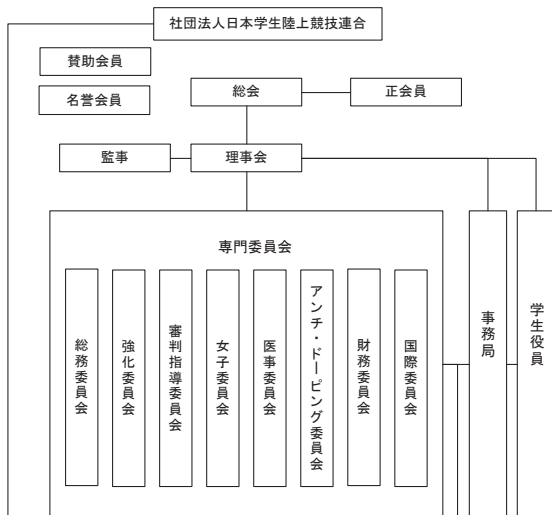 社団法人日本学生陸上競技連合
賛助会員
名誉会員
総会
正会員
監事
理事会
専門委員会
総務委員会
強化委員会
審判指導委員会
女子委員会
医事委員会
アンチ・ドーピング委員会
財務委員会
国際委員会
事務局
学生役員